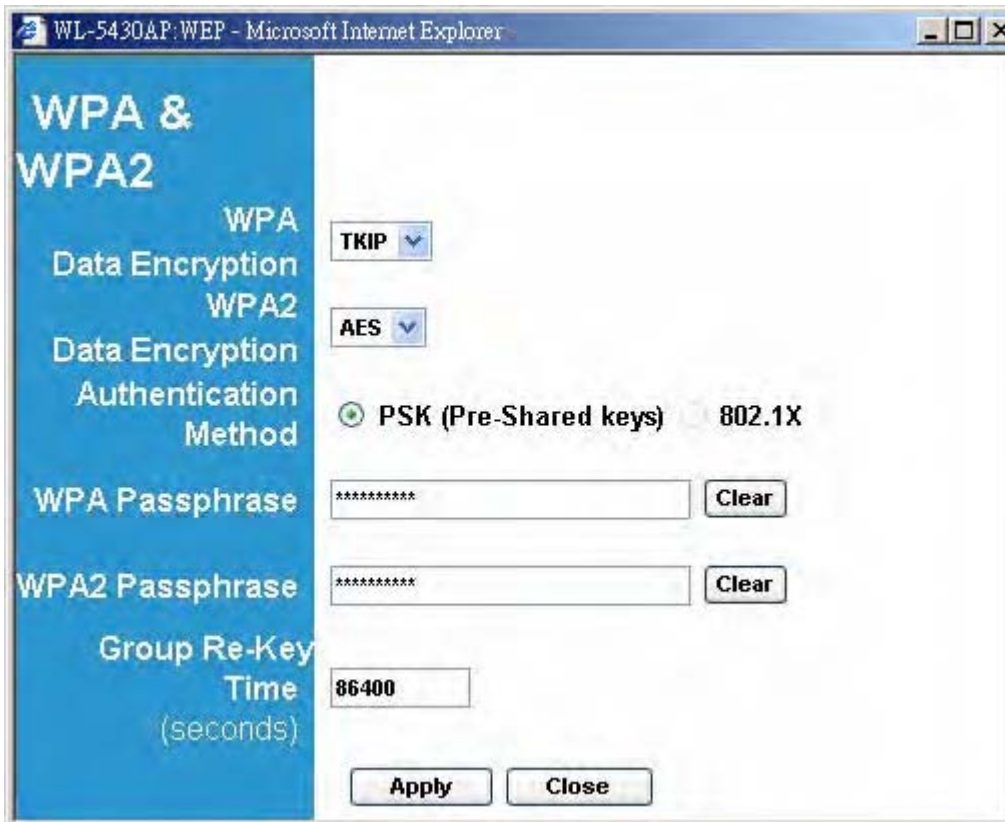 WL-5430AP:WEP - Microsoft Internet Explorer
WPA &
WPA2
WPA
Data Encryption
TKIP
WPA2
Data Encryption
AES
Authentication
Method
PSK (Pre-Shared keys) 802.1X
WPA Passphrase ********** Clear
WPA2 Passphrase ********** Clear
Group Re-Key
Time
(seconds)
86400
Apply Close